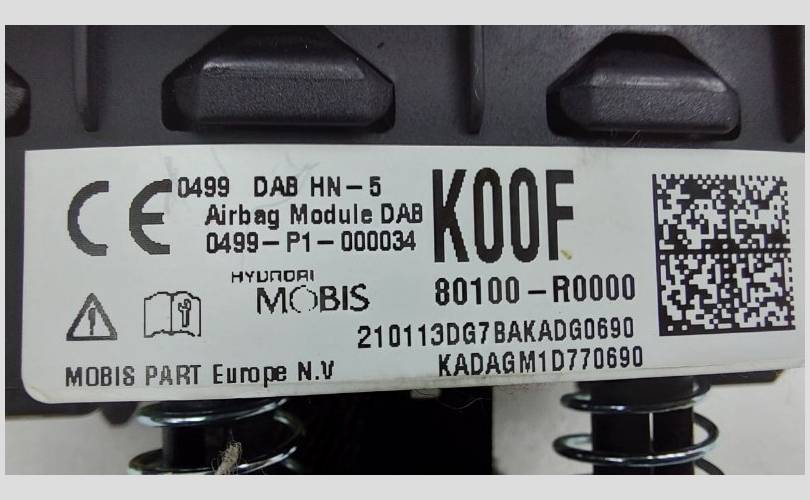 CE 0499 DAB HN-5
Airbag Module DAB
0499-P1-000034
K00F
HYUNDAI
MOBIS
80100-R0000
210113DG7BAKADG0690
KADAGM1D770690
MOBIS PART Europe N.V